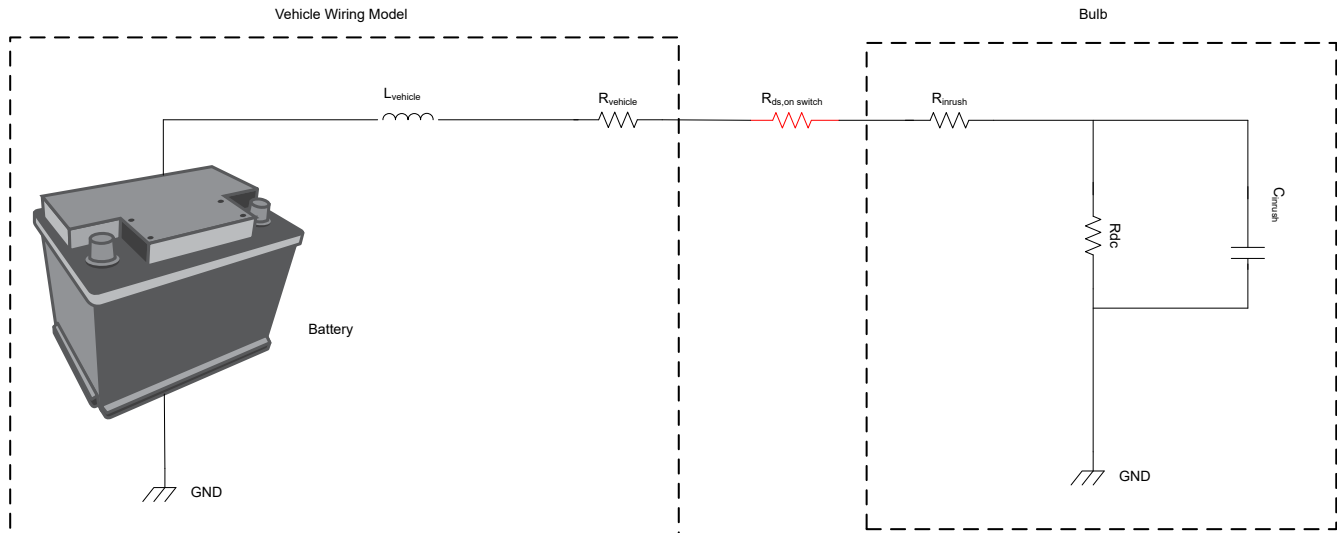 Vehicle Wiring Model
Bulb
Lvehicle
Rvehicle
Rds,on switch
Rinrush
Cinrush
Rdc
Battery
GND
GND